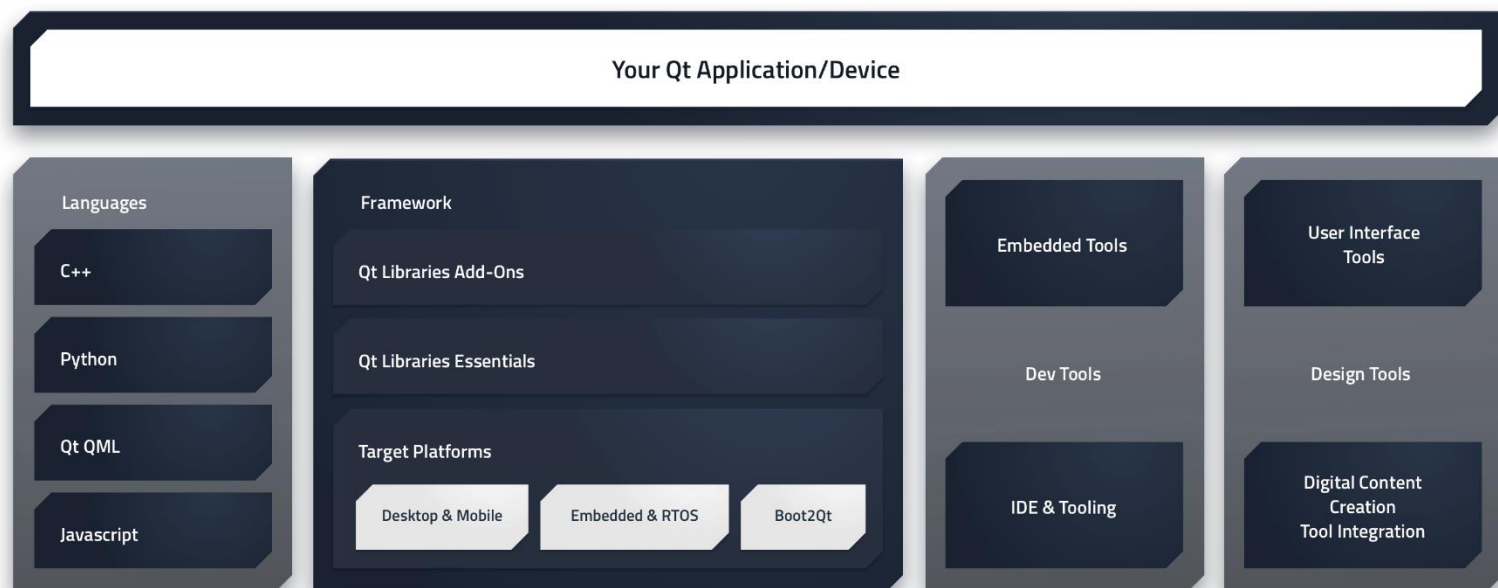 Your Qt Application/Device
Languages
C++
Python
Qt QML
Javascript
Framework
Qt Libraries Add-Ons
Qt Libraries Essentials
Target Platforms
Desktop & Mobile
Embedded & RTOS
Boot2Qt
Embedded Tools
Dev Tools
IDE & Tooling
User Interface
Tools
Design Tools
Digital Content
Creation
Tool Integration